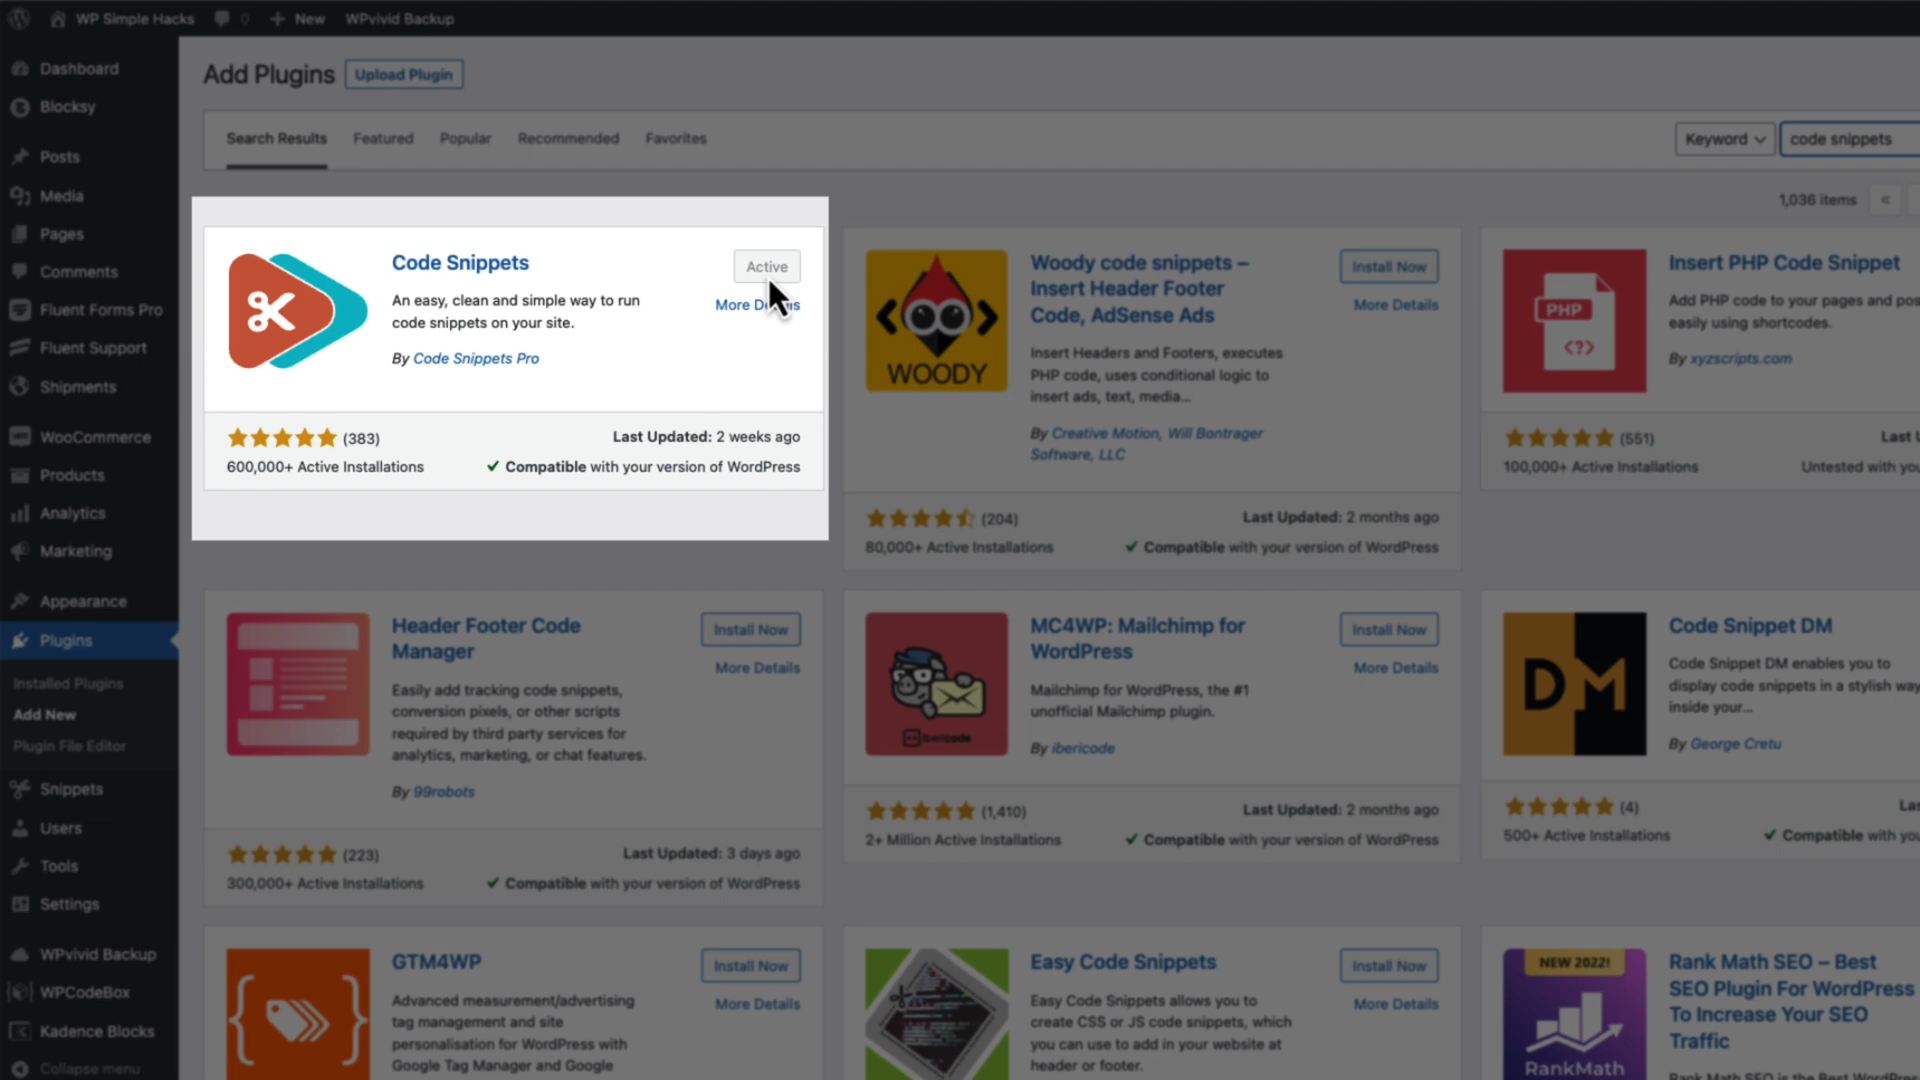 WP Simple Hacks 0 New WPvivid Backup
Dashboard
Blocksy
Posts
Media
Pages
Comments
Fluent Forms Pro
Fluent Support
Shipments
WooCommerce
Products
Analytics
Marketing
Appearance
Plugins
Installed Plugins
Add New
Plugin File Editor
Snippets
Users
Tools
Settings
WPvivid Backup
WPCodeBox
Kadence Blocks
Collapse menu
Add Plugins Upload Plugin
Search Results Featured Popular Recommended Favorites
Keyword code snippets
1,036 items «
Code Snippets
Active
More De
An easy, clean and simple way to run
code snippets on your site.
By Code Snippets Pro
(383)
Last Updated: 2 weeks ago
600,000+ Active Installations
Compatible with your version of WordPress
WOODY
Woody code snippets –
Insert Header Footer
Code, AdSense Ads
Install Now
More Details
Insert Headers and Footers, executes
PHP code, uses conditional logic to
insert ads, text, media...
By Creative Motion, Will Bontrager
Software, LLC
(204)
Last Updated: 2 months ago
80,000+ Active Installations
Compatible with your version of WordPress
PHP
<?>
Insert PHP Code Snippet
Add PHP code to your pages and pos
easily using shortcodes.
By xyzscripts.com
(551)
Last
100,000+ Active Installations
Untested with you
Header Footer Code
Manager
Install Now
More Details
Easily add tracking code snippets,
conversion pixels, or other scripts
required by third party services for
analytics, marketing, or chat features.
By 99robots
(223)
Last Updated: 3 days ago
300,000+ Active Installations
Compatible with your version of WordPress
ibericode
MC4WP: Mailchimp for
WordPress
Install Now
More Details
Mailchimp for WordPress, the #1
unofficial Mailchimp plugin.
By ibericode
(1,410)
Last Updated: 2 months ago
2+ Million Active Installations
Compatible with your version of WordPress
DM
Code Snippet DM
Code Snippet DM enables you to
display code snippets in a stylish way
inside your...
By George Cretu
(4)
Las
500+ Active Installations
Compatible with you
GTM4WP
Install Now
More Details
Advanced measurement/advertising
tag management and site
personalisation for WordPress with
Google Tag Manager and Google
Easy Code Snippets
Install Now
More Details
Easy Code Snippets allows you to
create CSS or JS code snippets, which
you can use to add in your website at
header or footer.
NEW 2022!
RankMath
Rank Math SEO – Best
SEO Plugin For WordPress
To Increase Your SEO
Traffic
Rank Math SEO is the Best WordPres